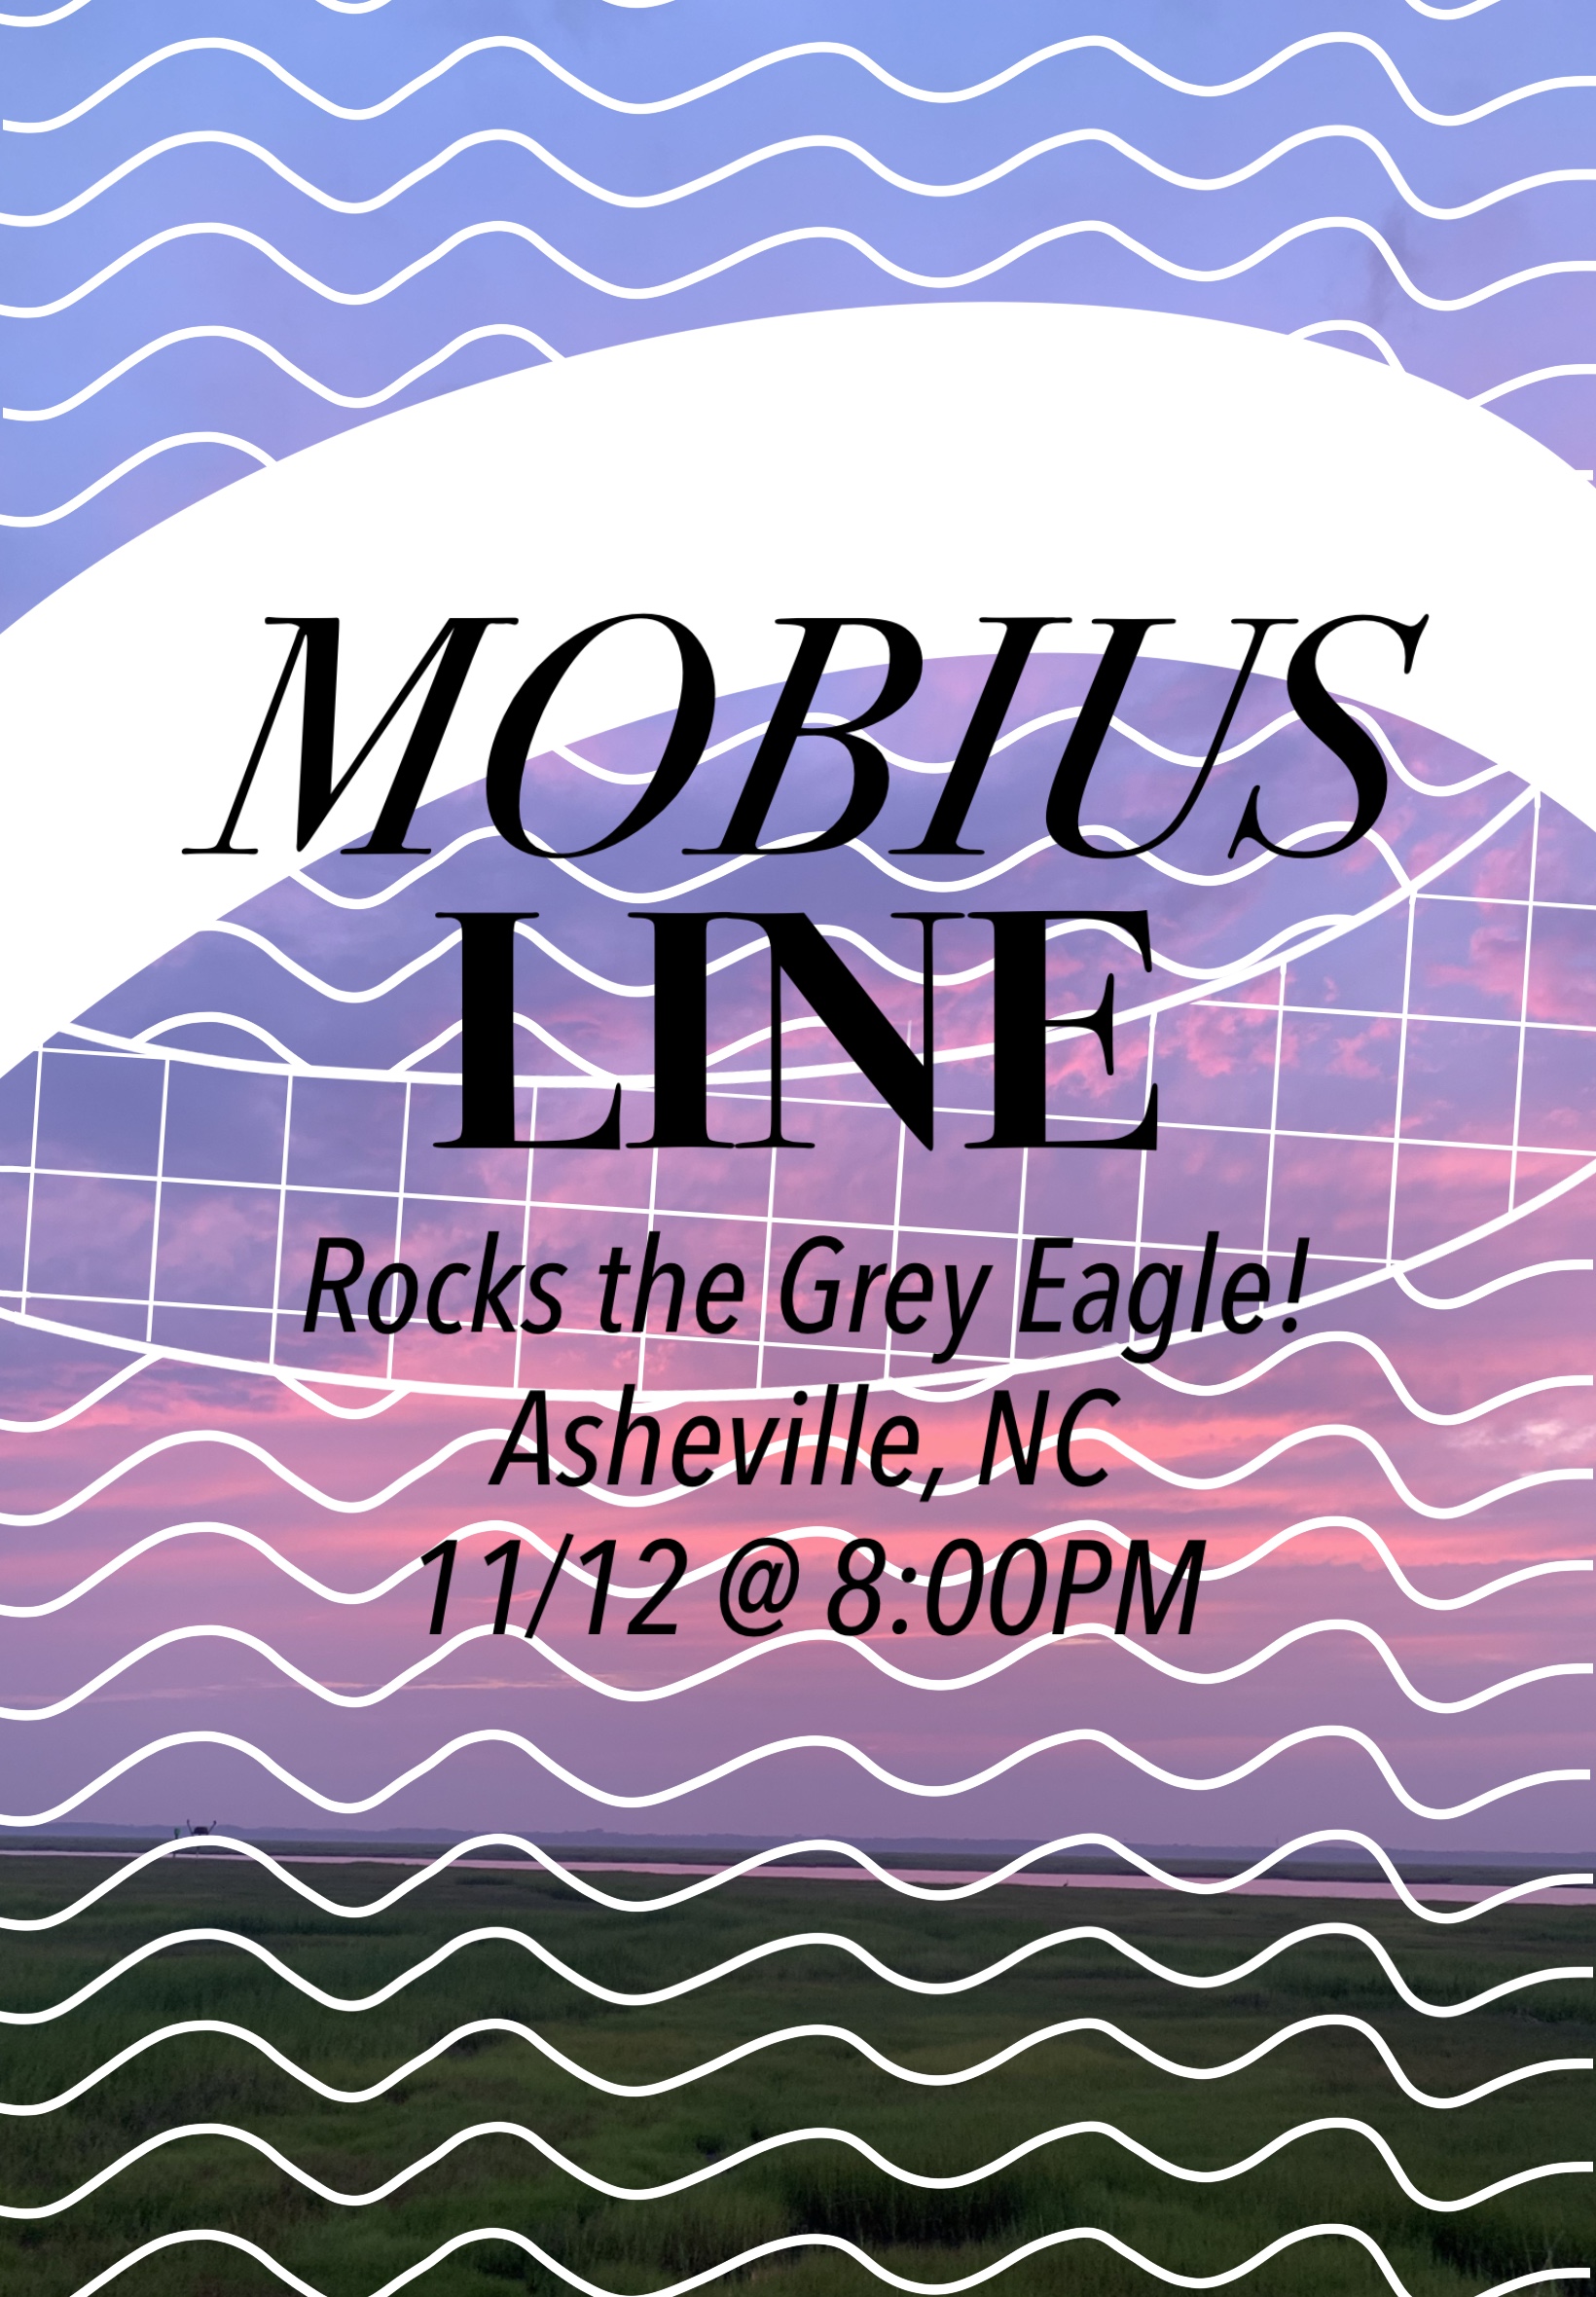 MOBIUS
LINE
Rocks the Grey Eagle!
Asheville, NC
11/12 @ 8:00PM